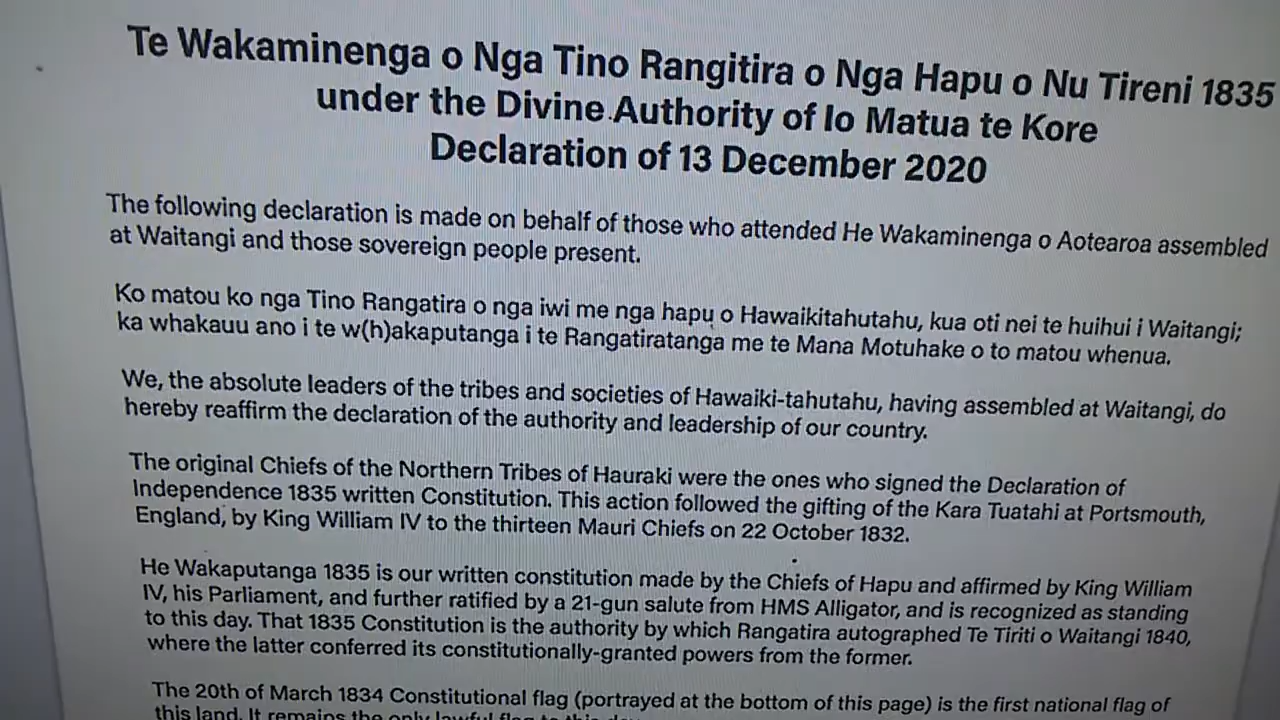 Te Wakaminenga o Nga Tino Rangitira o Nga Hapu o Nu Tireni 1835
under the Divine Authority of Io Matua te Kore
Declaration of 13 December 2020
The following declaration is made on behalf of those who attended He Wakaminenga o Aotearoa assembled
at Waitangi and those sovereign people present.
Ko matou ko nga Tino Rangatira o nga iwi me nga hapu o Hawaikitahutahu, kua oti nei te huihui i Waitangi;
ka whakauu ano i te w(h)akaputanga i te Rangatiratanga me te Mana Motuhake o to matou whenua.
We, the absolute leaders of the tribes and societies of Hawaiki-tahutahu, having assembled at Waitangi, do
hereby reaffirm the declaration of the authority and leadership of our country.
The original Chiefs of the Northern Tribes of Hauraki were the ones who signed the Declaration of
Independence 1835 written Constitution. This action followed the gifting of the Kara Tuatahi at Portsmouth,
England, by King William IV to the thirteen Mauri Chiefs on 22 October 1832.
He Wakaputanga 1835 is our written constitution made by the Chiefs of Hapu and affirmed by King William
IV, his Parliament, and further ratified by a 21-gun salute from HMS Alligator, and is recognized as standing
to this day. That 1835 Constitution is the authority by which Rangatira autographed Te Tiriti o Waitangi 1840,
where the latter conferred its constitutionally-granted powers from the former.
The 20th of March 1834 Constitutional flag (portrayed at the bottom of this page) is the first national flag of
this land. It remains the only lawful flag to this